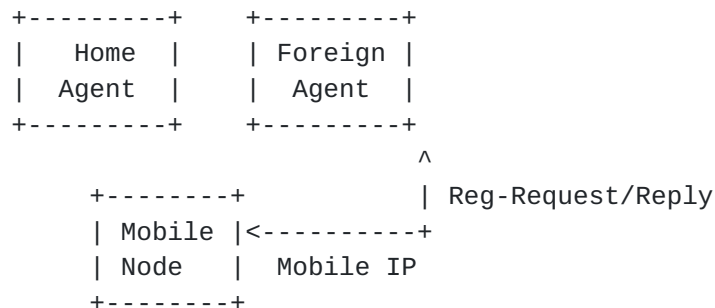 +---------+    +---------+
|   Home  |    | Foreign |
|  Agent  |    |  Agent  |
+---------+    +---------+
                         ^
     +--------+          | Reg-Request/Reply
     | Mobile |<----------+
     | Node   |  Mobile IP
     +--------+